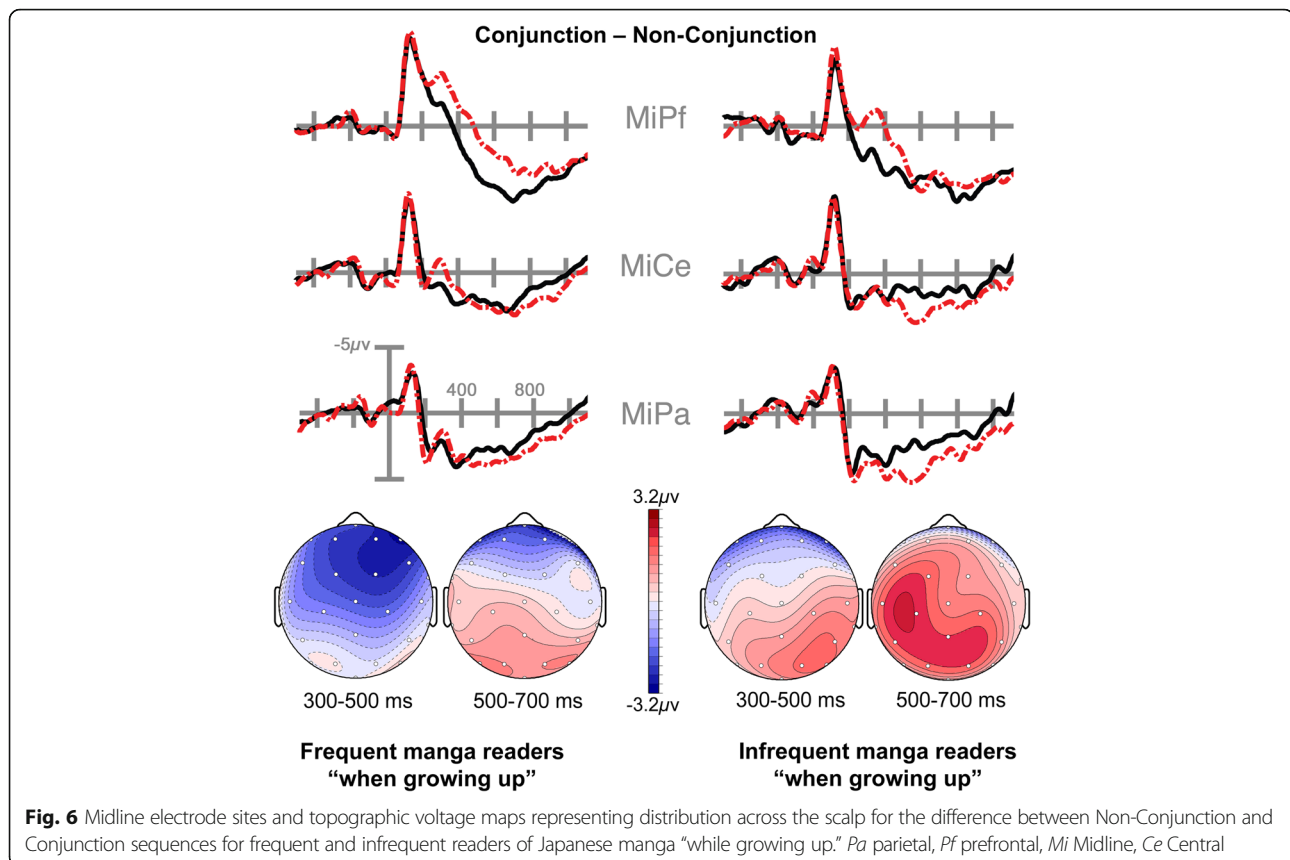 Conjunction – Non-Conjunction
MiPf
MiCe
-5µv
400 800
MiPa
3.2µv
-3.2µv
300-500 ms 500-700 ms 300-500 ms 500-700 ms
Frequent manga readers
“when growing up”
Infrequent manga readers
“when growing up”
Fig. 6 Midline electrode sites and topographic voltage maps representing distribution across the scalp for the difference between Non-Conjunction and
Conjunction sequences for frequent and infrequent readers of Japanese manga “while growing up.” Pa parietal, Pf prefrontal, Mi Midline, Ce Central